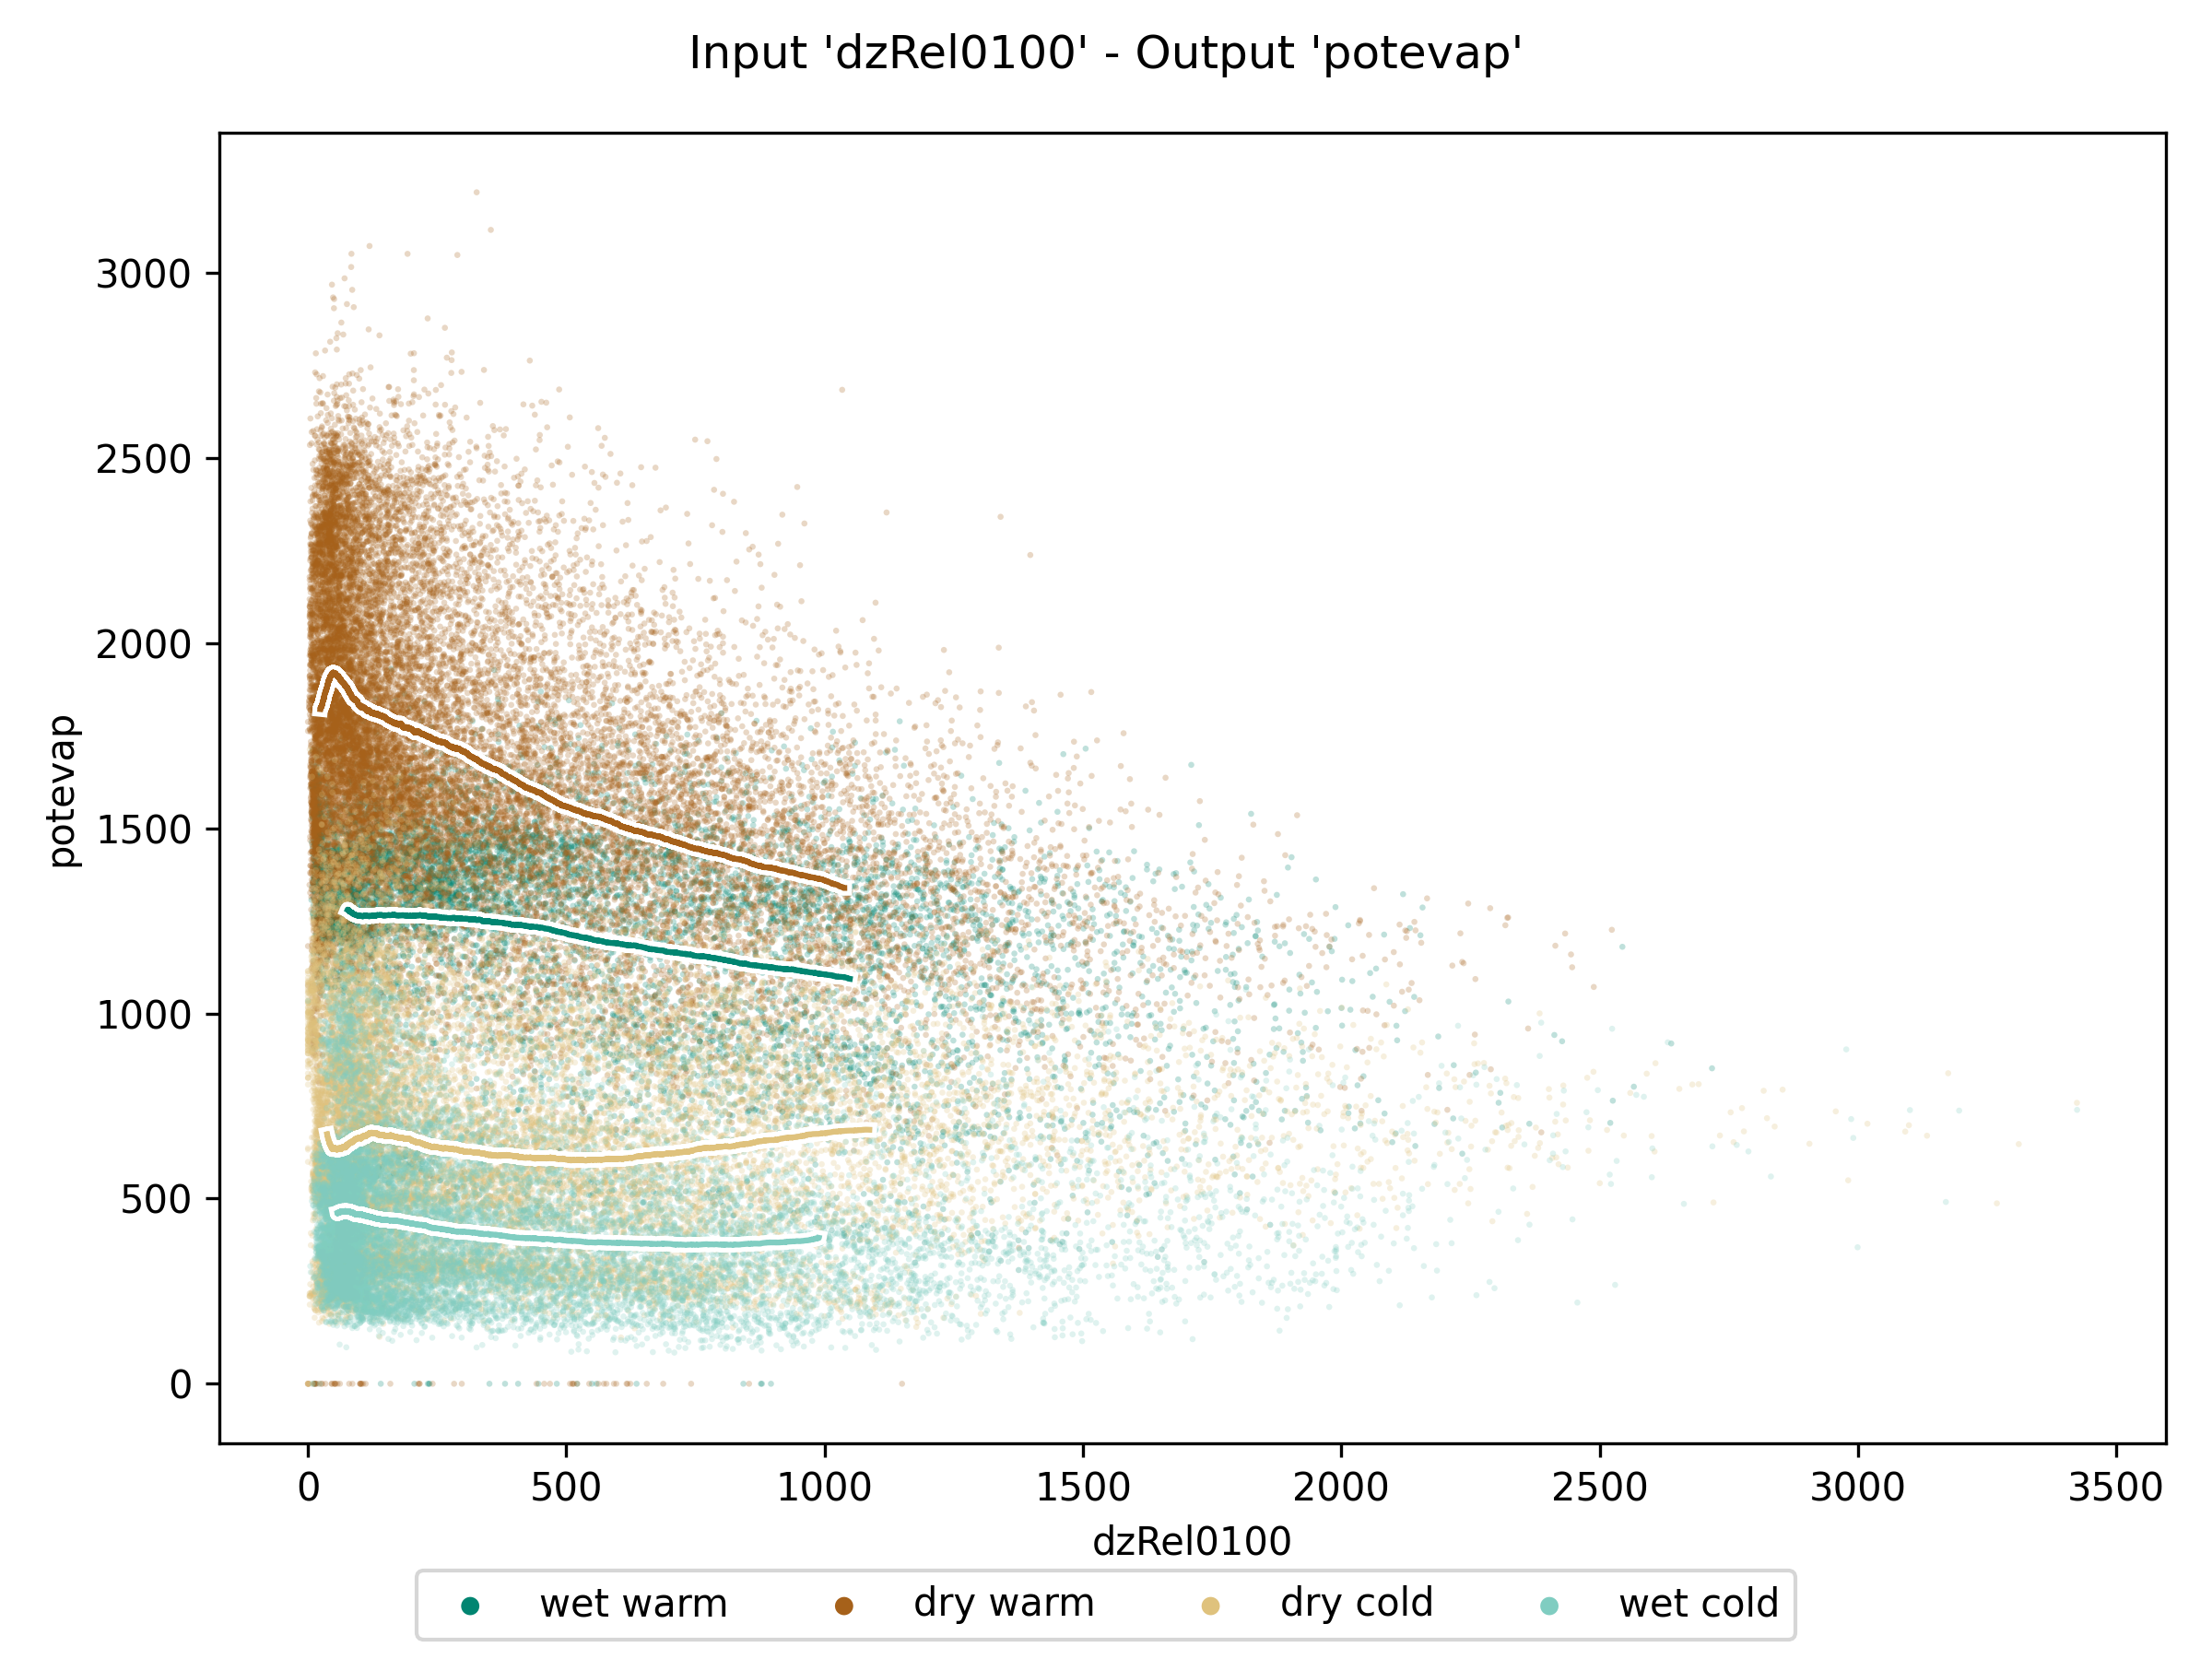 Input 'dzRel0100' - Output 'potevap'
potevap
3000
2500
2000
1500
1000
500
0
0 500 1000 1500 2000 2500 3000 3500
dzRel0100
wet warm dry warm dry cold wet cold